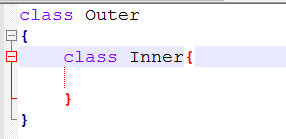 class Outer
{
    class Inner{
    }
}